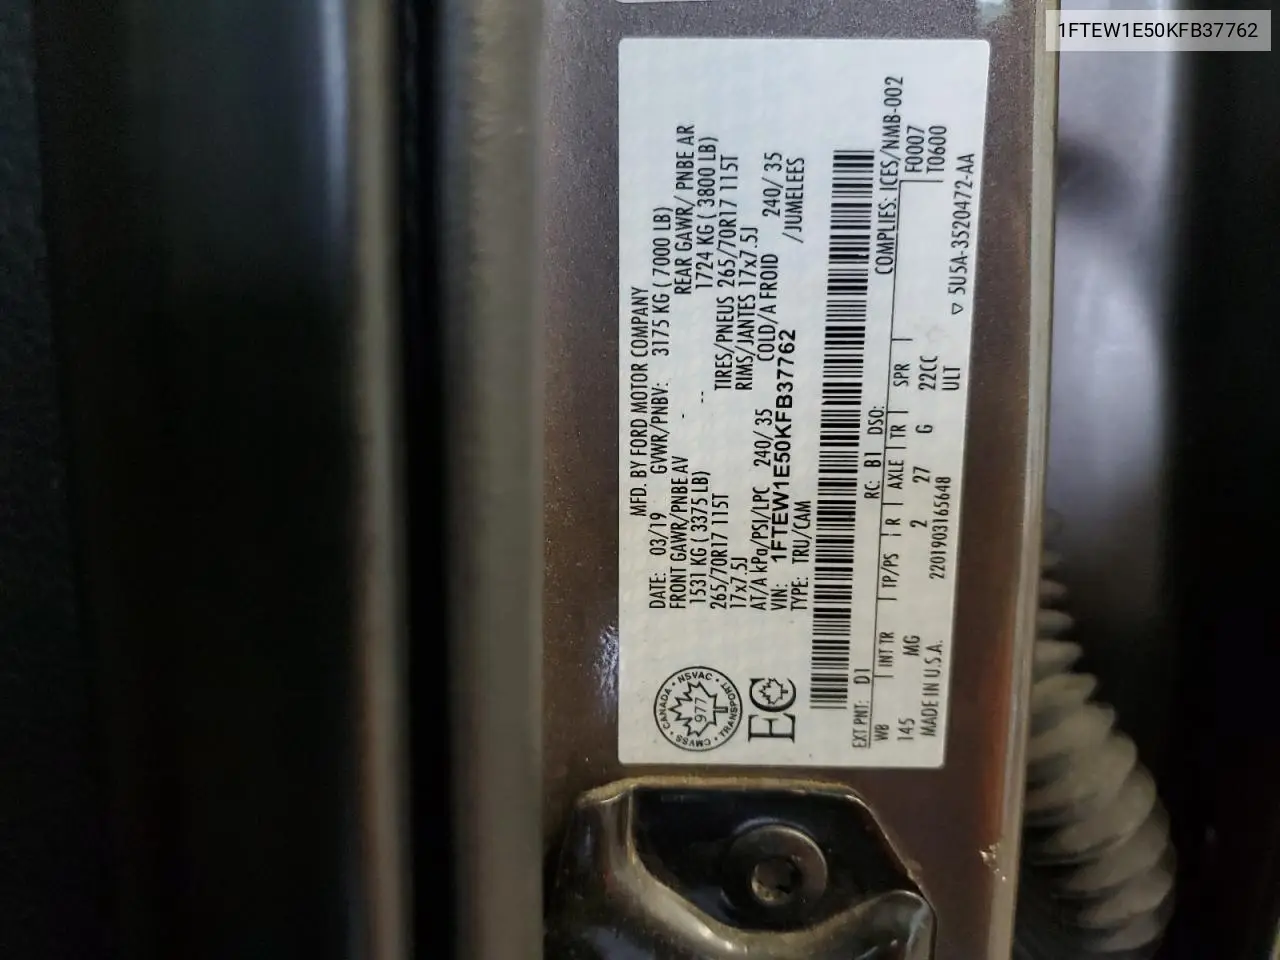 1FTEW1E50KFB37762
MFD. BY FORD MOTOR COMPANY
DATE: 03/19 GVWR/PNBV: 3175 KG ( 7000 LB)
FRONT GAWR/PNBE AV - REAR GAWR/ PNBE AR
1531 KG ( 3375 LB) -- 1724 KG ( 3800 LB)
265/70R17 115T TIRES/PNEUS 265/70R17 115T
17x7.5J RIMS/JANTES 17x7.5J
AT/A kPa/PSI/LPC 240/ 35 COLD/A FROID 240/ 35
VIN: 1FTEW1E50KFB37762 /JUMELEES
TYPE: TRU/CAM
CANADA • NSVAC • TRANSPORT • CMVSS •
977
EC
EXT PNT: D1 RC: B1 DSO: COMPLIES: ICES/NMB-002
WB | INT TR | TP/PS | R | AXLE | TR | SPR | F0007
145 MG 2 27 G 22CC T0600
MADE IN U.S.A. 2201903165648 ULT
▽ 5U5A-3520472-AA